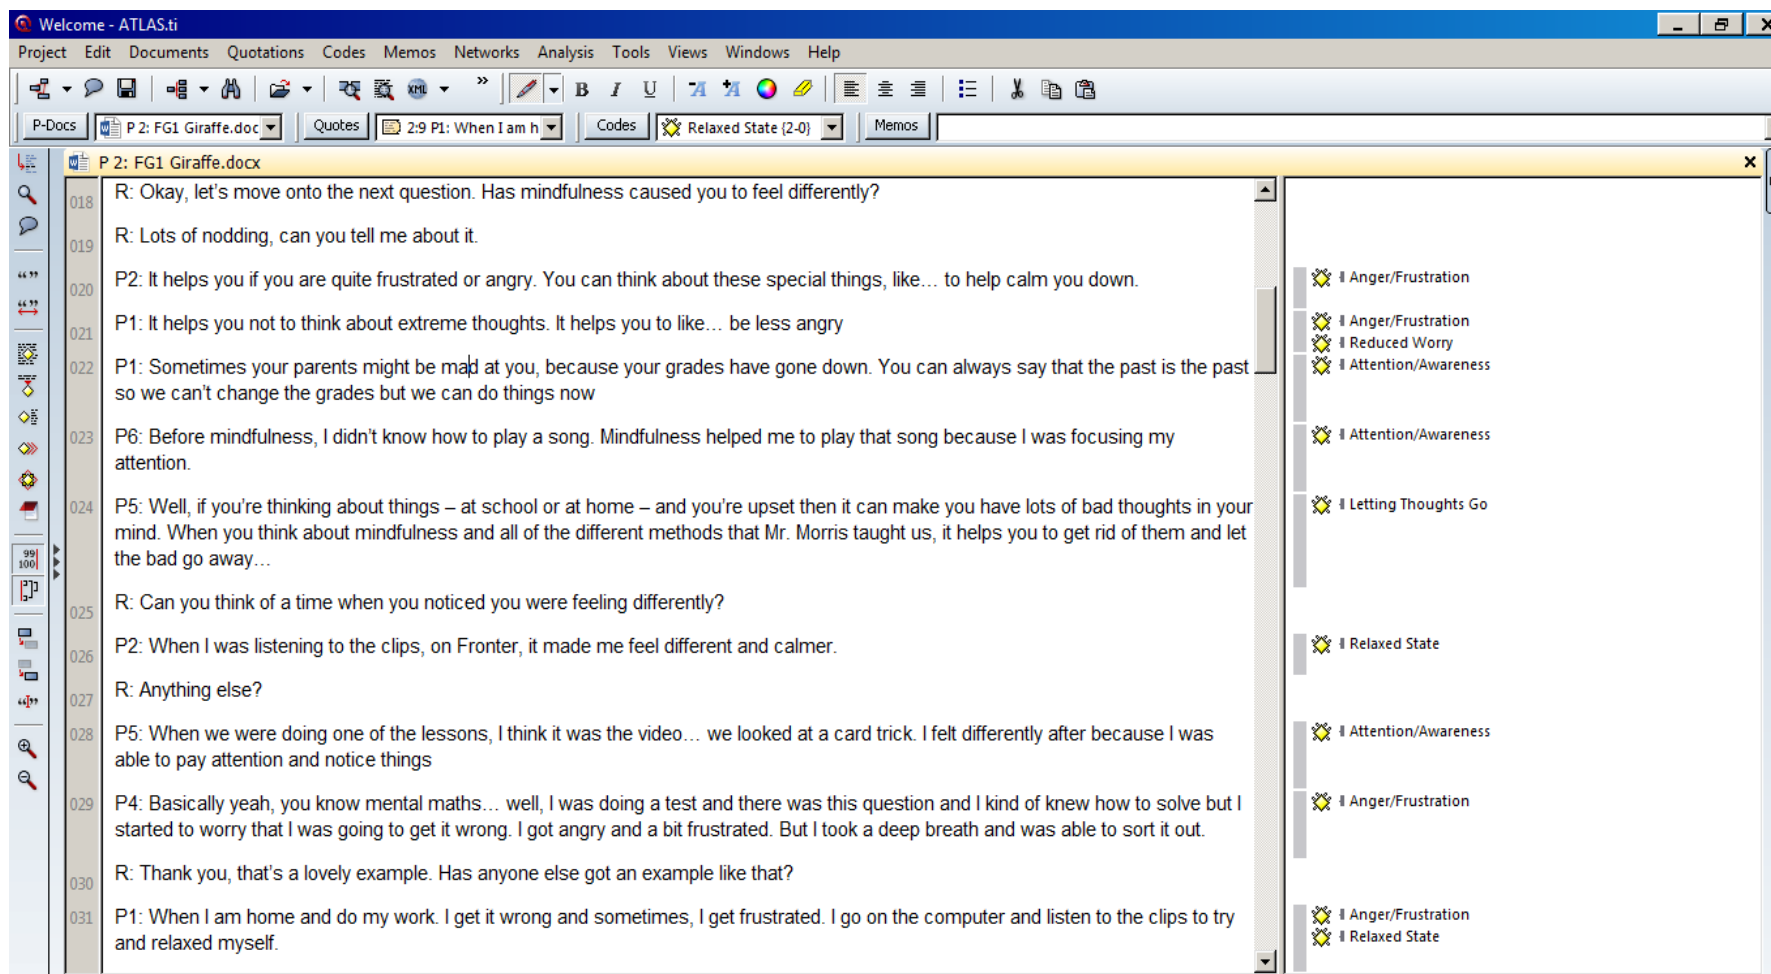 Welcome - ATLAS.ti
Project Edit Documents Quotations Codes Memos Networks Analysis Tools Views Windows Help
XML » B I U A A
P-Docs P 2: FG1 Giraffe.doc Quotes 2:9 P1: When I am h Codes Relaxed State {2-0} Memos
P 2: FG1 Giraffe.docx
018 R: Okay, let's move onto the next question. Has mindfulness caused you to feel differently?
019 R: Lots of nodding, can you tell me about it.
020 P2: It helps you if you are quite frustrated or angry. You can think about these special things, like… to help calm you down. Anger/Frustration
021 P1: It helps you not to think about extreme thoughts. It helps you to like… be less angry Anger/Frustration
Reduced Worry
022 P1: Sometimes your parents might be mad at you, because your grades have gone down. You can always say that the past is the past Attention/Awareness
so we can't change the grades but we can do things now
023 P6: Before mindfulness, I didn't know how to play a song. Mindfulness helped me to play that song because I was focusing my Attention/Awareness
attention.
024 P5: Well, if you're thinking about things – at school or at home – and you're upset then it can make you have lots of bad thoughts in your Letting Thoughts Go
mind. When you think about mindfulness and all of the different methods that Mr. Morris taught us, it helps you to get rid of them and let
the bad go away…
99
100
025 R: Can you think of a time when you noticed you were feeling differently?
026 P2: When I was listening to the clips, on Fronter, it made me feel different and calmer. Relaxed State
027 R: Anything else?
028 P5: When we were doing one of the lessons, I think it was the video… we looked at a card trick. I felt differently after because I was Attention/Awareness
able to pay attention and notice things
029 P4: Basically yeah, you know mental maths… well, I was doing a test and there was this question and I kind of knew how to solve but I Anger/Frustration
started to worry that I was going to get it wrong. I got angry and a bit frustrated. But I took a deep breath and was able to sort it out.
030 R: Thank you, that's a lovely example. Has anyone else got an example like that?
031 P1: When I am home and do my work. I get it wrong and sometimes, I get frustrated. I go on the computer and listen to the clips to try Anger/Frustration
and relaxed myself. Relaxed State